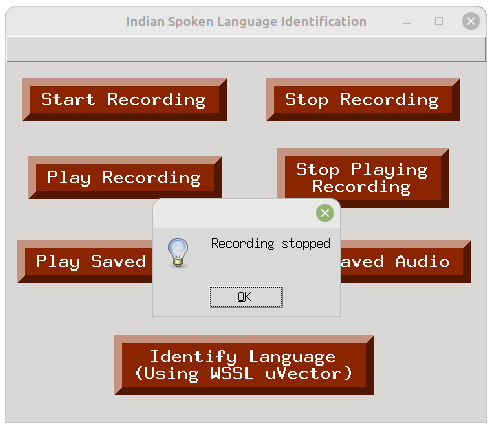 Indian Spoken Language Identification
Start Recording
Stop Recording
Play Recording
Stop Playing
Recording
Recording stopped
Play Saved
aved Audio
OK
Identify Language
(Using WSSL uVector)